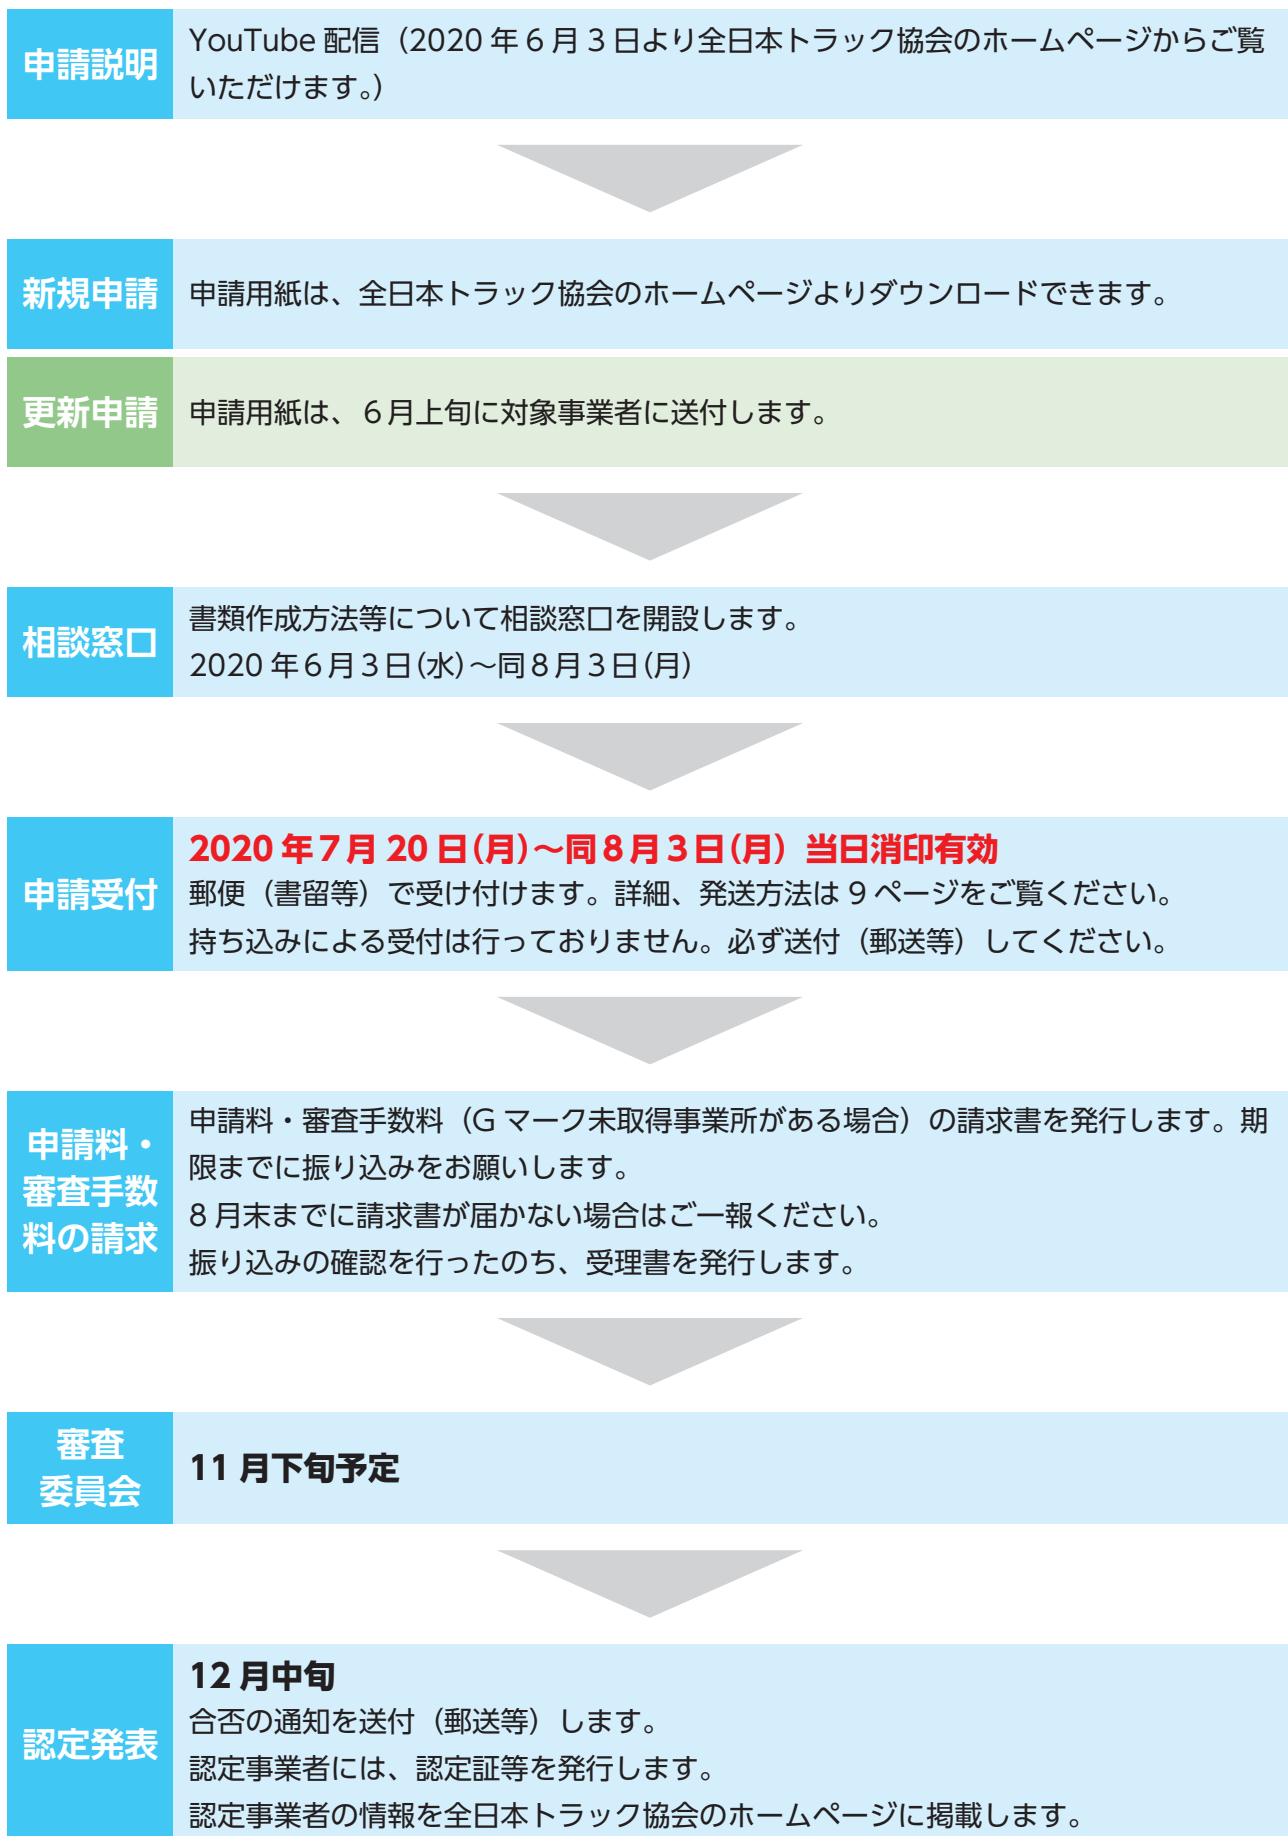 申請説明
YouTube 配信（2020 年 6 月 3 日より全日本トラック協会のホームページからご覧
いただけます。）
新規申請
申請用紙は、全日本トラック協会のホームページよりダウンロードできます。
更新申請
申請用紙は、６月上旬に対象事業者に送付します。
相談窓口
書類作成方法等について相談窓口を開設します。
2020 年６月３日（水）～同８月３日（月）
申請受付
2020 年７月 20 日（月）～同８月３日（月）当日消印有効
郵便（書留等）で受け付けます。詳細、発送方法は 9 ページをご覧ください。
持ち込みによる受付は行っておりません。必ず送付（郵送等）してください。
申請料・
審査手数
料の請求
申請料・審査手数料（G マーク未取得事業所がある場合）の請求書を発行します。期
限までに振り込みをお願いします。
8 月末までに請求書が届かない場合はご一報ください。
振り込みの確認を行ったのち、受理書を発行します。
審査
委員会
11 月下旬予定
認定発表
12 月中旬
合否の通知を送付（郵送等）します。
認定事業者には、認定証等を発行します。
認定事業者の情報を全日本トラック協会のホームページに掲載します。